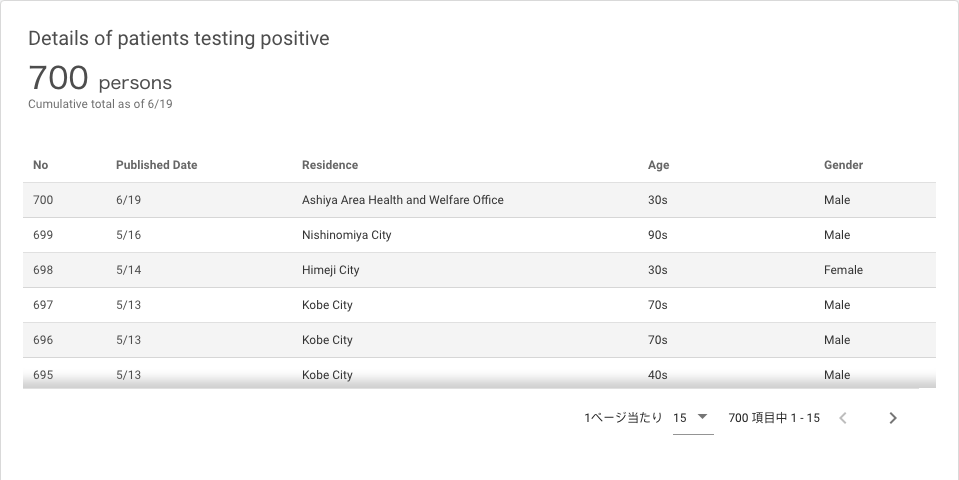 Details of patients testing positive
700 persons
Cumulative total as of 6/19
No Published Date Residence Age Gender
700 6/19 Ashiya Area Health and Welfare Office 30s Male
699 5/16 Nishinomiya City 90s Male
698 5/14 Himeji City 30s Female
697 5/13 Kobe City 70s Male
696 5/13 Kobe City 70s Male
695 5/13 Kobe City 40s Male
1ページ当たり 15 700 項目中 1 - 15